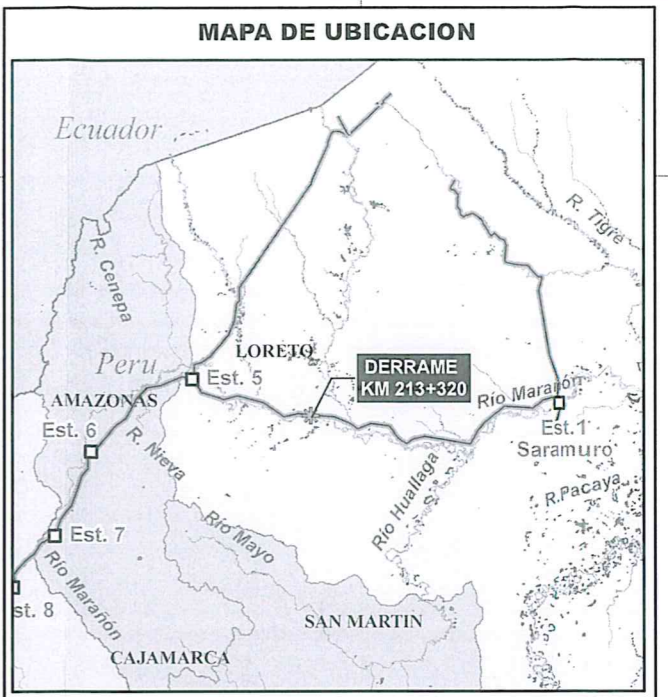 MAPA DE UBICACION
Ecuador
R. Cenepa
R. Tigre
LORETO
Peru
Est. 5
DERRAME
KM 213+320
AMAZONAS
Río Marañón
Est. 1
Saramuro
Est. 6
R. Nieva
Río Huallaga
R.Pacaya
Río Mayo
Est. 7
Río Marañón
st. 8
SAN MARTIN
CAJAMARCA